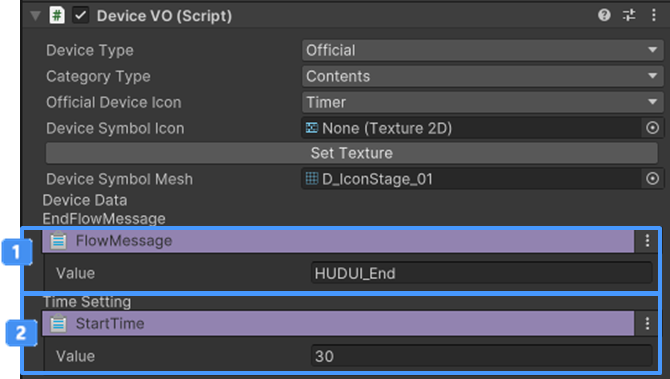 Device VO (Script)
Device Type Official
Category Type Contents
Official Device Icon Timer
Device Symbol Icon None (Texture 2D)
Set Texture
Device Symbol Mesh D_IconStage_01
Device Data
EndFlowMessage
1 FlowMessage
Value HUDUI_End
Time Setting
2 StartTime
Value 30